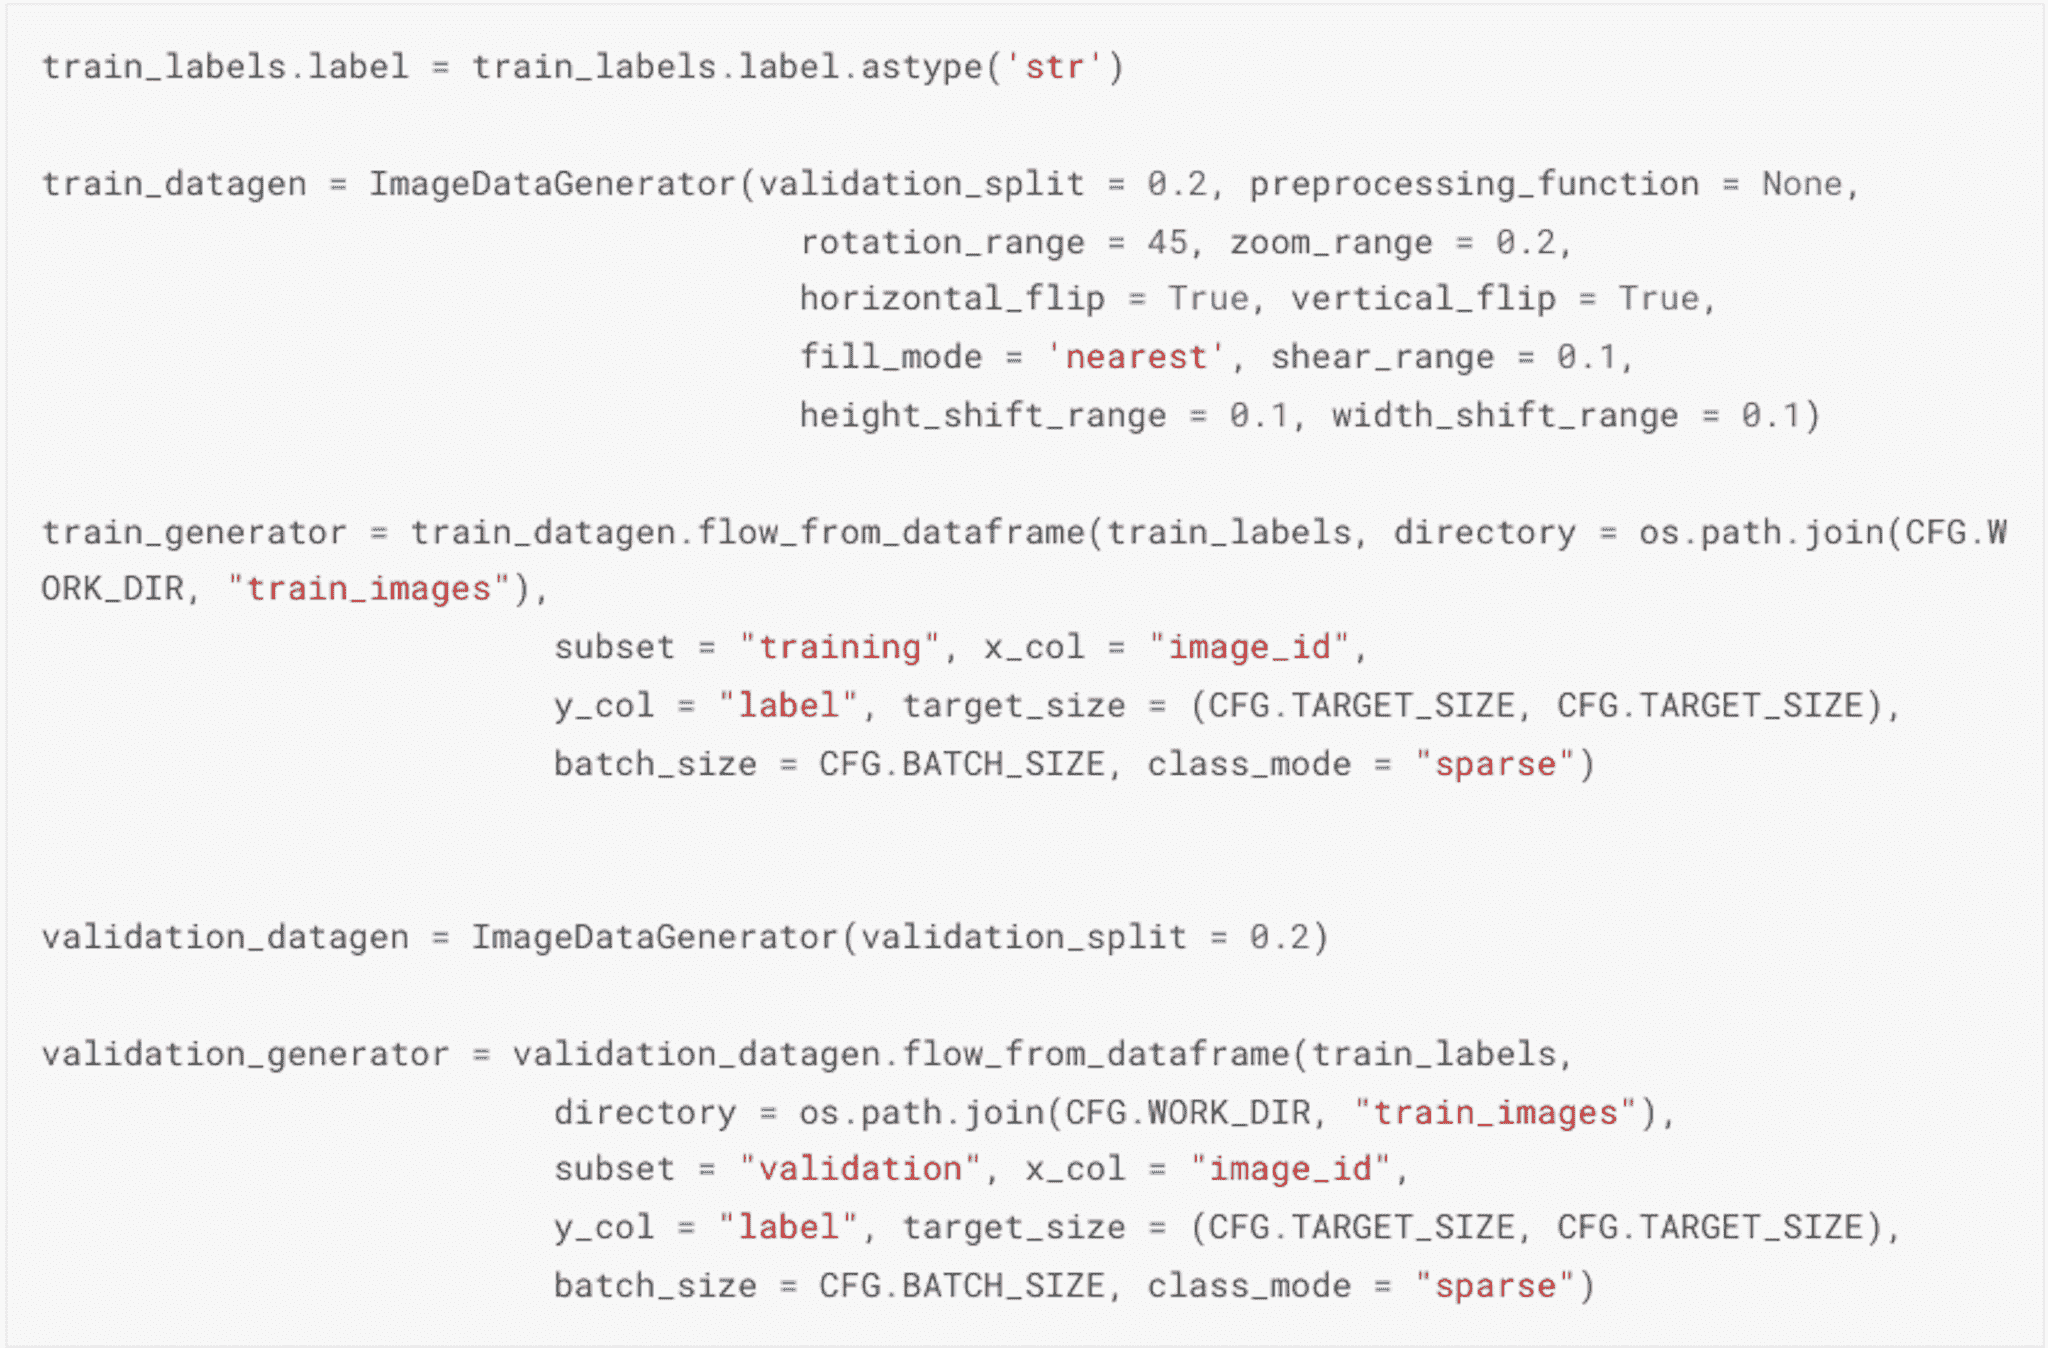 train_labels.label = train_labels.label.astype('str')
train_datagen = ImageDataGenerator(validation_split = 0.2, preprocessing_function = None,
rotation_range = 45, zoom_range = 0.2,
horizontal_flip = True, vertical_flip = True,
fill_mode = 'nearest', shear_range = 0.1,
height_shift_range = 0.1, width_shift_range = 0.1)
train_generator = train_datagen.flow_from_dataframe(train_labels, directory = os.path.join(CFG.W
ORK_DIR, "train_images"),
subset = "training", x_col = "image_id",
y_col = "label", target_size = (CFG.TARGET_SIZE, CFG.TARGET_SIZE),
batch_size = CFG.BATCH_SIZE, class_mode = "sparse")
validation_datagen = ImageDataGenerator(validation_split = 0.2)
validation_generator = validation_datagen.flow_from_dataframe(train_labels,
directory = os.path.join(CFG.WORK_DIR, "train_images"),
subset = "validation", x_col = "image_id",
y_col = "label", target_size = (CFG.TARGET_SIZE, CFG.TARGET_SIZE),
batch_size = CFG.BATCH_SIZE, class_mode = "sparse")